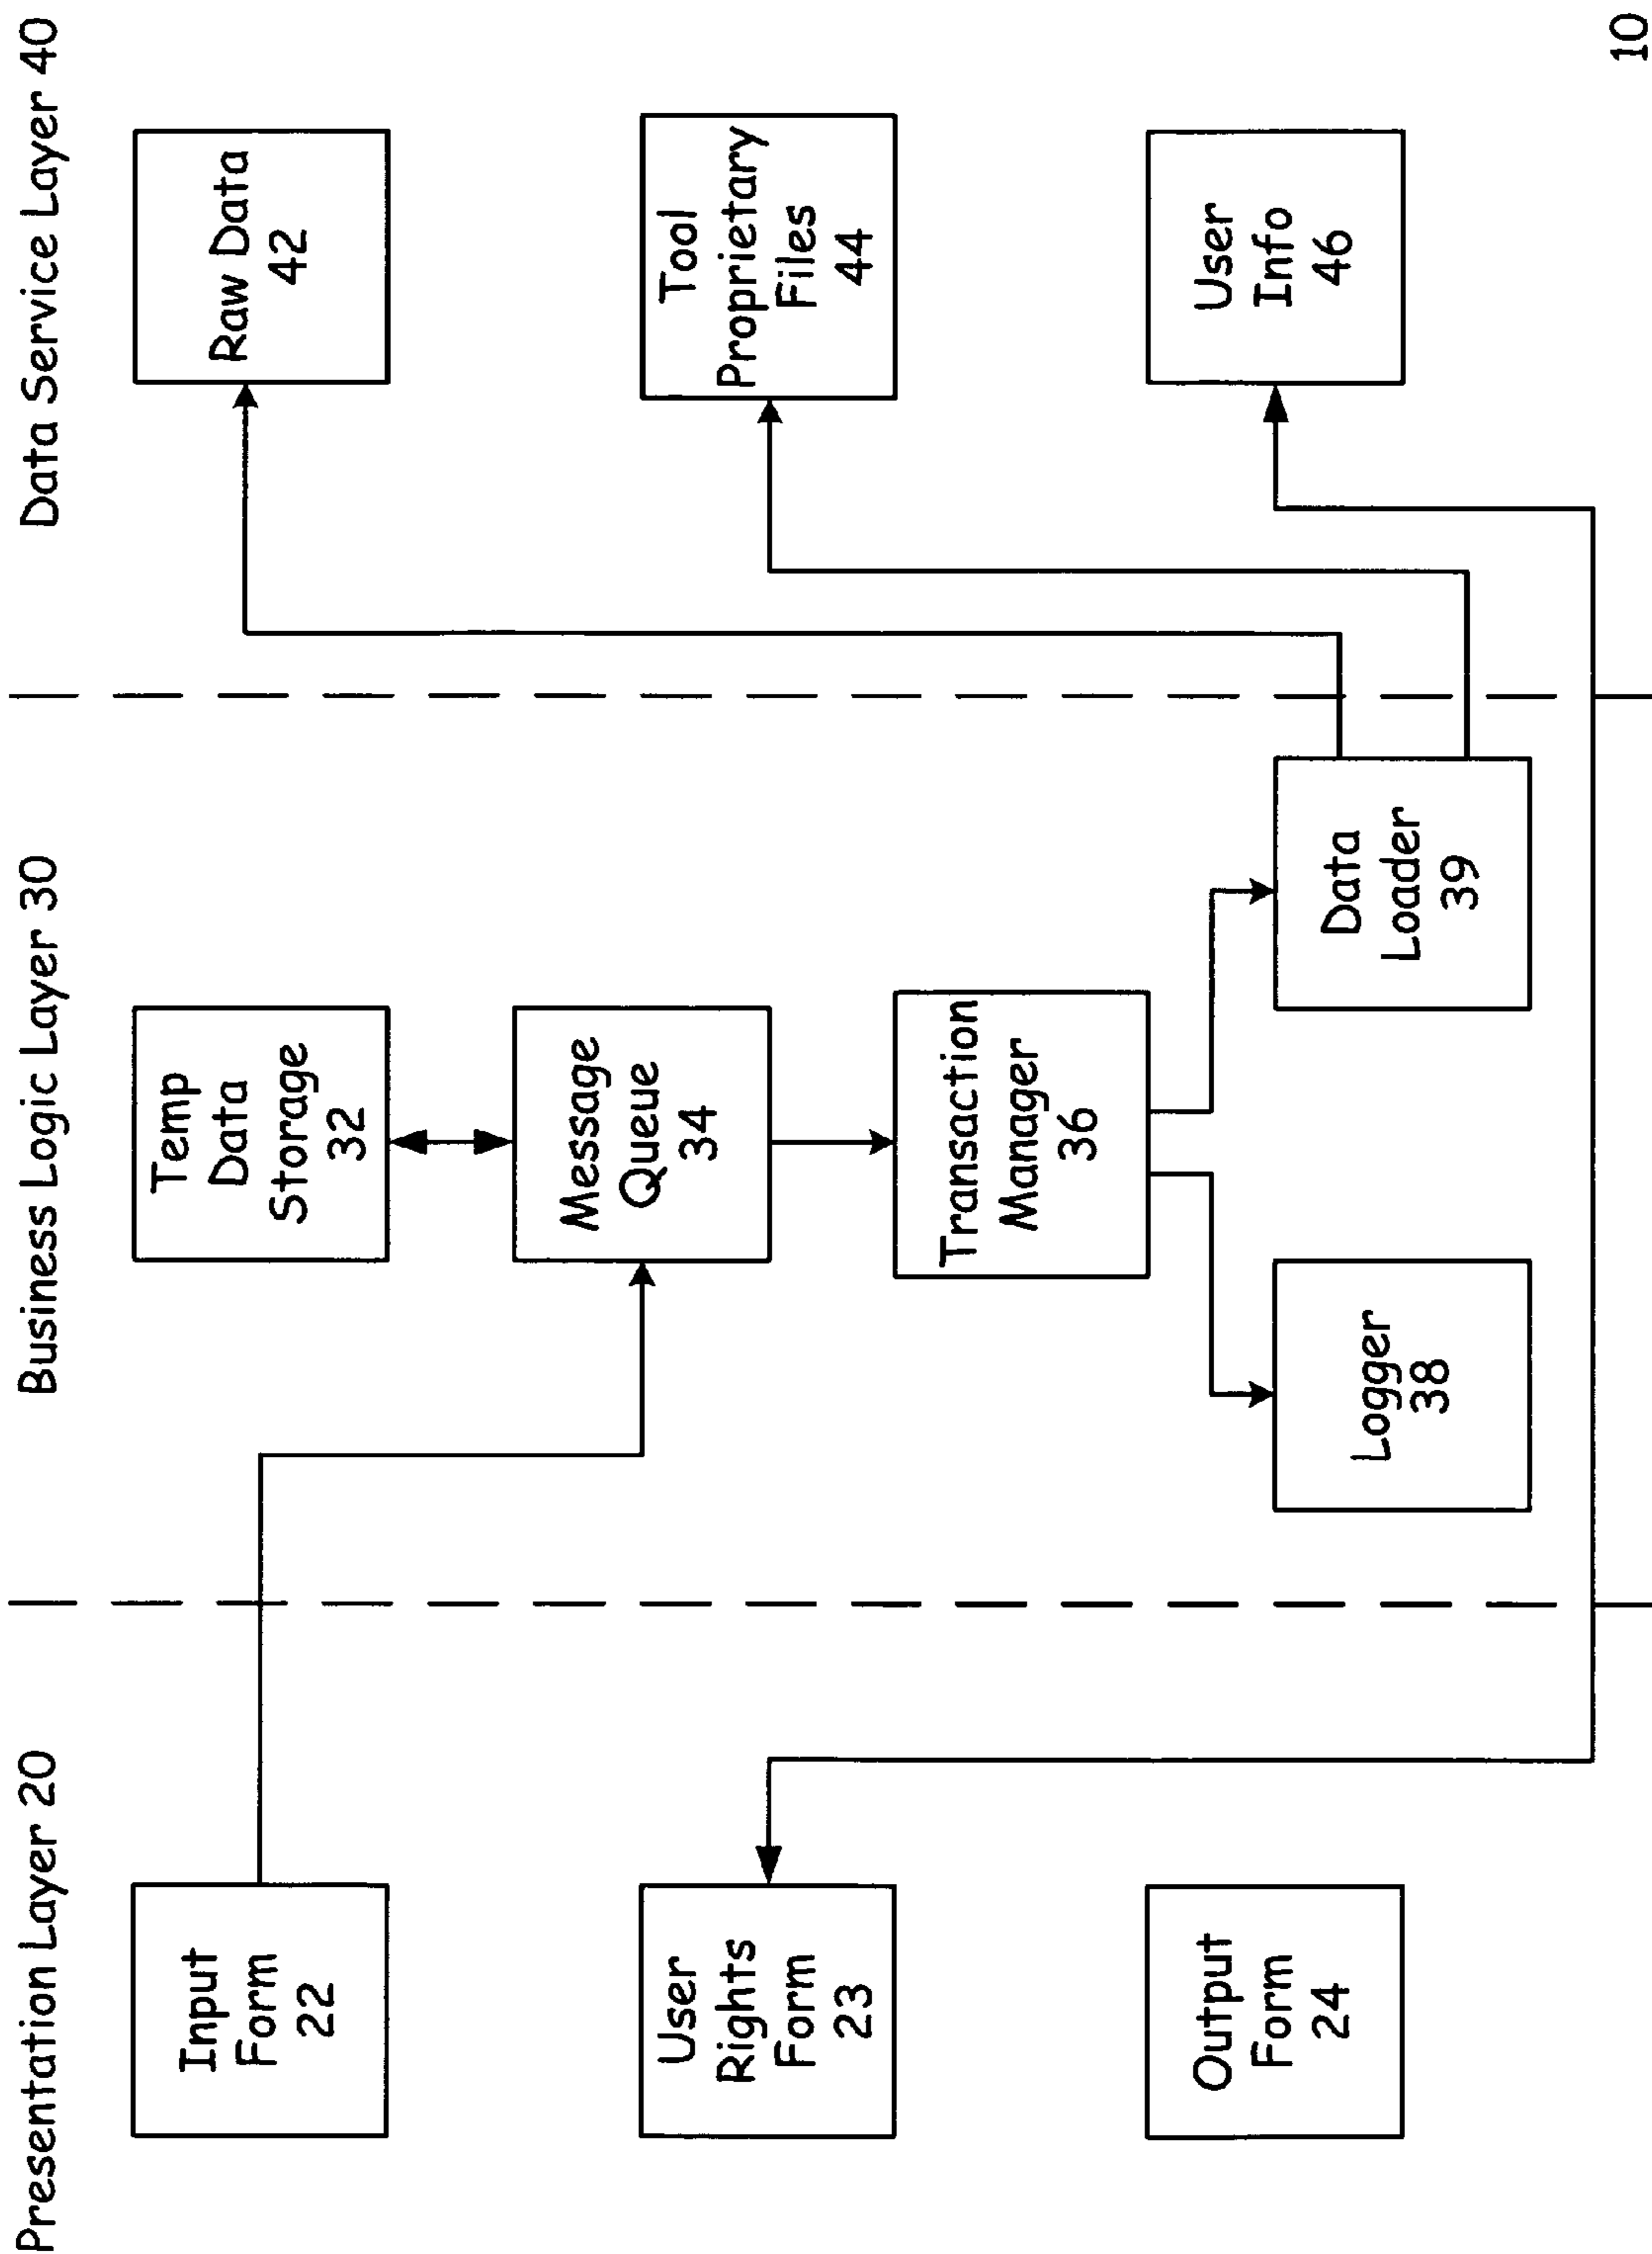 Presentation Layer 20
Business Logic Layer 30
Data Service Layer 40
Input
Form
22
User
Rights
Form
23
Output
Form
24
Temp
Data
Storage
32
Message
Queue
34
Transaction
Manager
36
Logger
38
Data
Loader
39
Raw Data
42
Tool
Proprietary
Files
44
User
Info
46
10